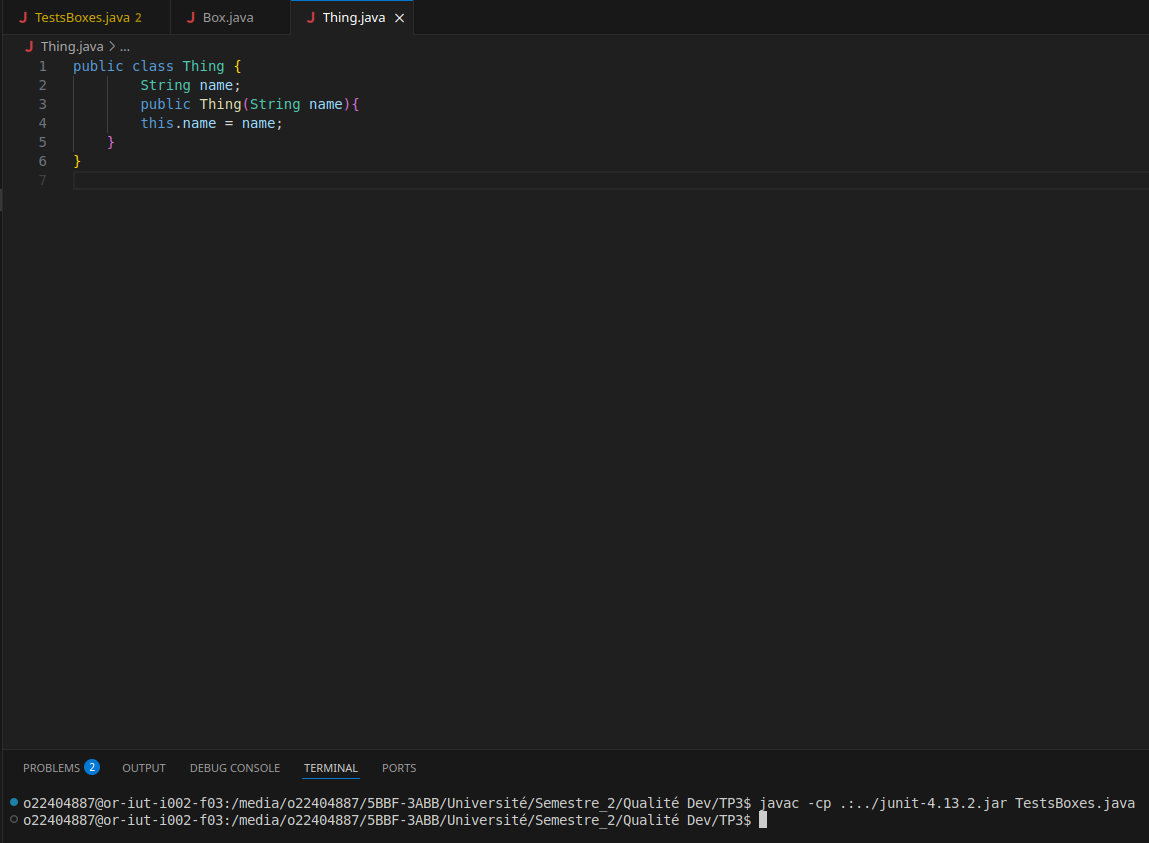 J TestsBoxes.java 2 J Box.java J Thing.java ×
J Thing.java > ...
1 public class Thing {
2 String name;
3 public Thing(String name){
4 this.name = name;
5 }
6 }
7
PROBLEMS 2 OUTPUT DEBUG CONSOLE TERMINAL PORTS
o22404887@or-iut-i002-f03:/media/o22404887/5BBF-3ABB/Université/Semestre_2/Qualité Dev/TP3$ javac -cp .:../junit-4.13.2.jar TestsBoxes.java
o22404887@or-iut-i002-f03:/media/o22404887/5BBF-3ABB/Université/Semestre_2/Qualité Dev/TP3$